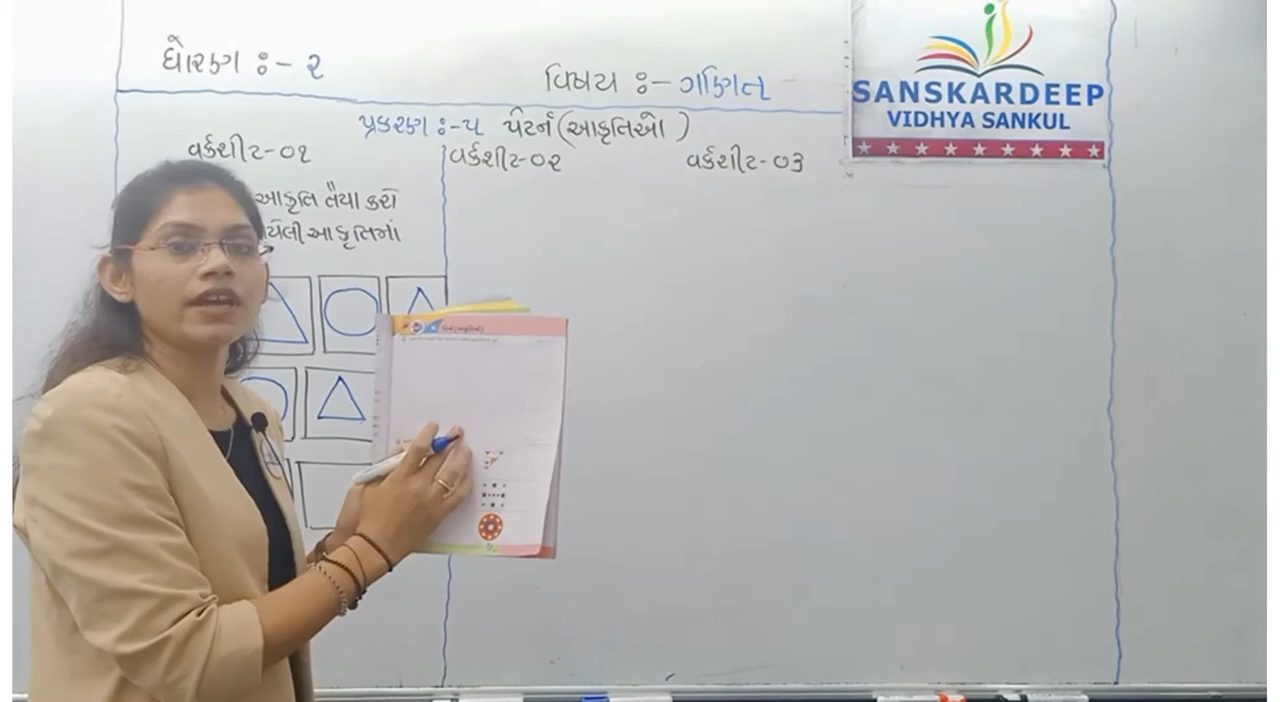 ધોરણ :- ૨
વિષય :- ગણિત
SANSKARDEEP
VIDHYA SANKUL
પ્રકરણ :- ૫ પેટર્ન (આકૃતિઓ)
વર્કશીટ-૦૧
વર્કશીટ-૦૨
વર્કશીટ- ૦૩
આકૃતિ તૈયા કરો
આકૃતિમાં